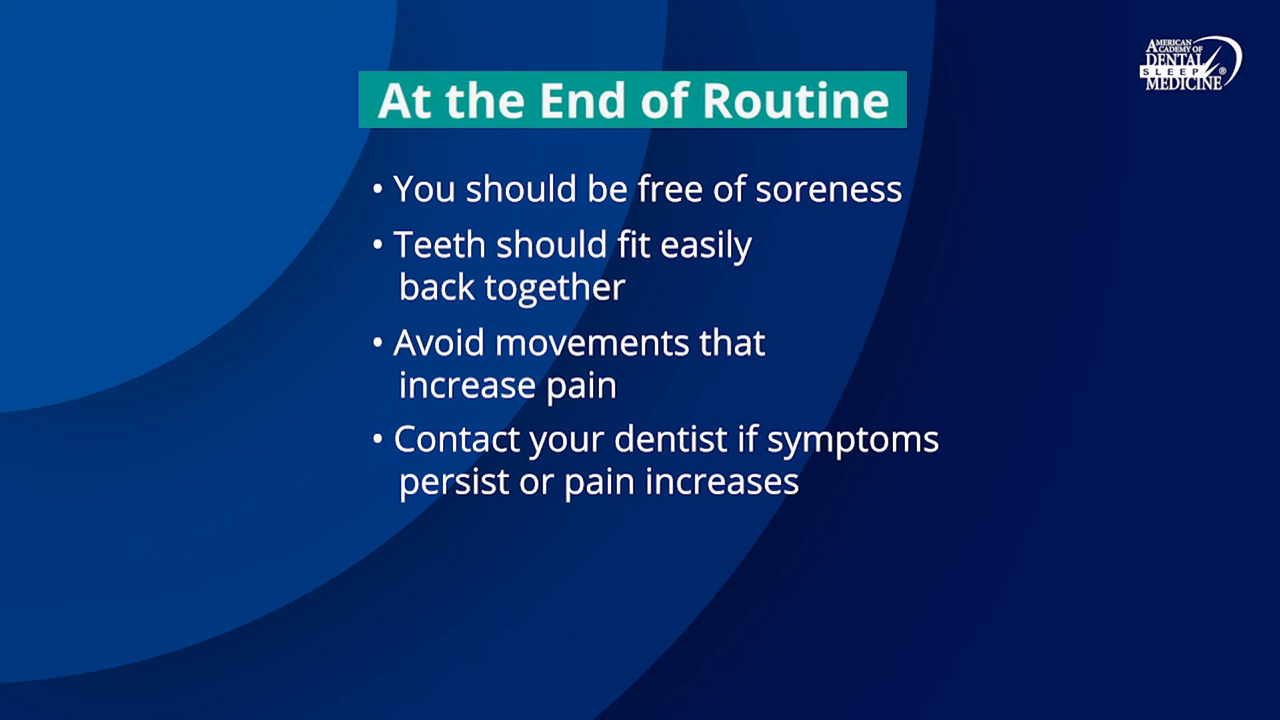 AMERICAN
ACADEMY OF
DENTAL
SLEEP
MEDICINE®
At the End of Routine
• You should be free of soreness
• Teeth should fit easily
back together
• Avoid movements that
increase pain
• Contact your dentist if symptoms
persist or pain increases